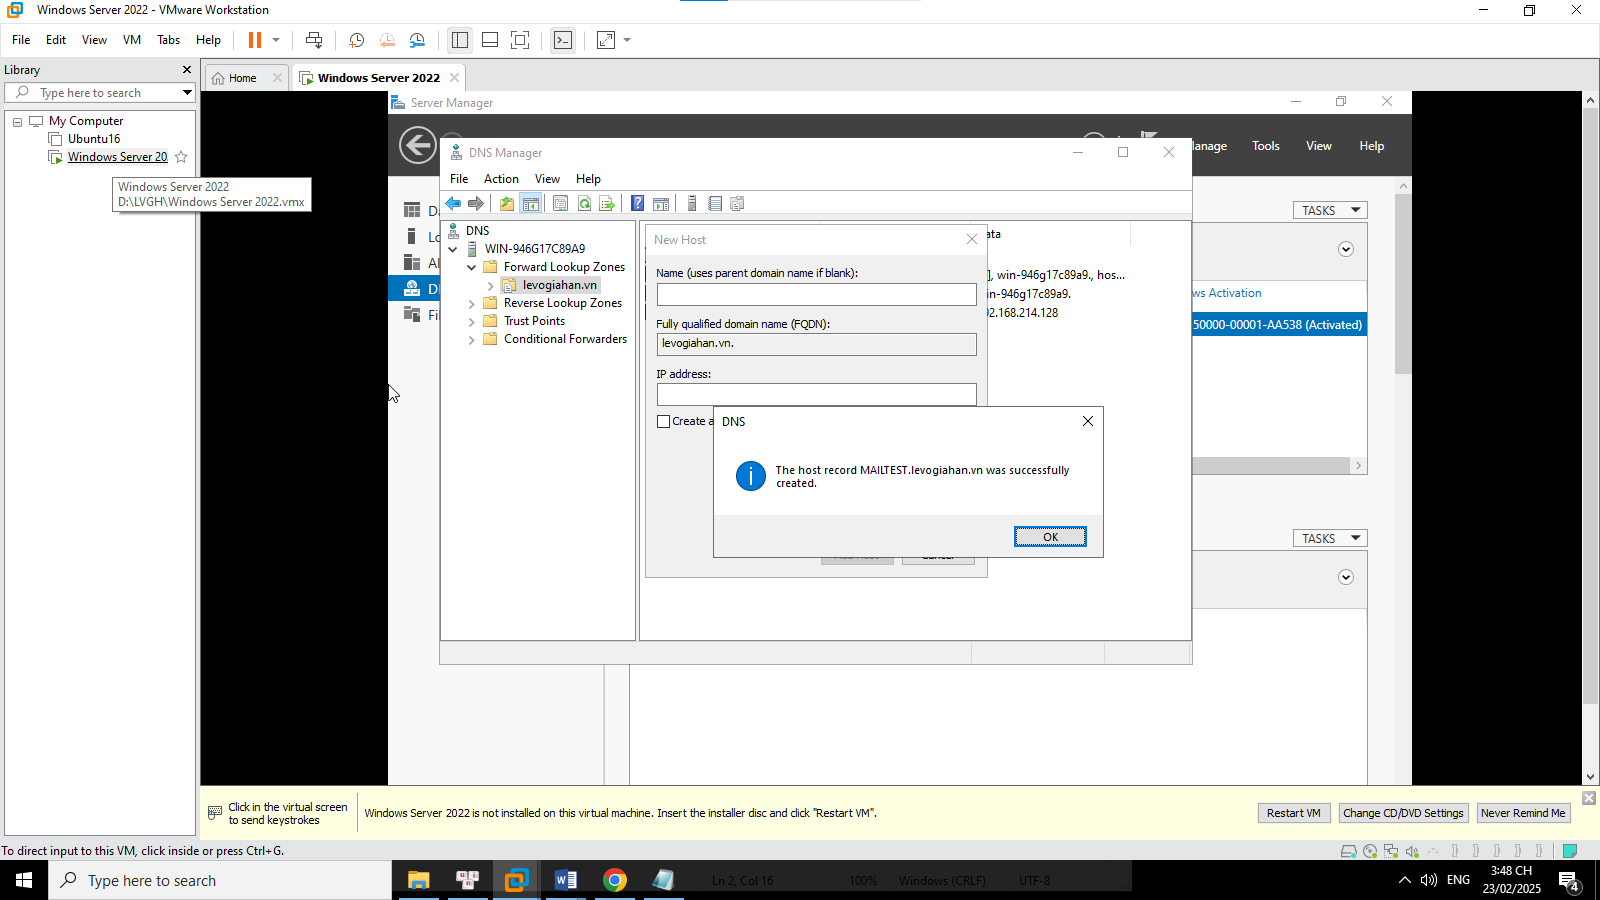 Windows Server 2022 - VMware Workstation
File Edit View VM Tabs Help
Library
Type here to search
My Computer
Ubuntu16
Windows Server 20
Windows Server 2022
D:\LVGH\Windows Server 2022.vmx
Home
Windows Server 2022
Server Manager
Tools View Help
DNS Manager
File Action View Help
DNS
WIN-946G17C89A9
Forward Lookup Zones
levogiahan.vn
Reverse Lookup Zones
Trust Points
Conditional Forwarders
New Host
Name (uses parent domain name if blank):
Fully qualified domain name (FQDN):
levogiahan.vn.
IP address:
Create a
ata
], win-946g17c89a9., hos...
in-946g17c89a9.
2.168.214.128
DNS
The host record MAILTEST.levogiahan.vn was successfully
created.
OK
TASKS
ws Activation
50000-00001-AA538 (Activated)
TASKS
Click in the virtual screen
to send keystrokes
Windows Server 2022 is not installed on this virtual machine. Insert the installer disc and click "Restart VM".
Restart VM
Change CD/DVD Settings
Never Remind Me
To direct input to this VM, click inside or press Ctrl+G.
Type here to search
Ln 2, Col 16
100%
Windows (CRLF)
UTF-8
ENG
3:48 CH
23/02/2025
4